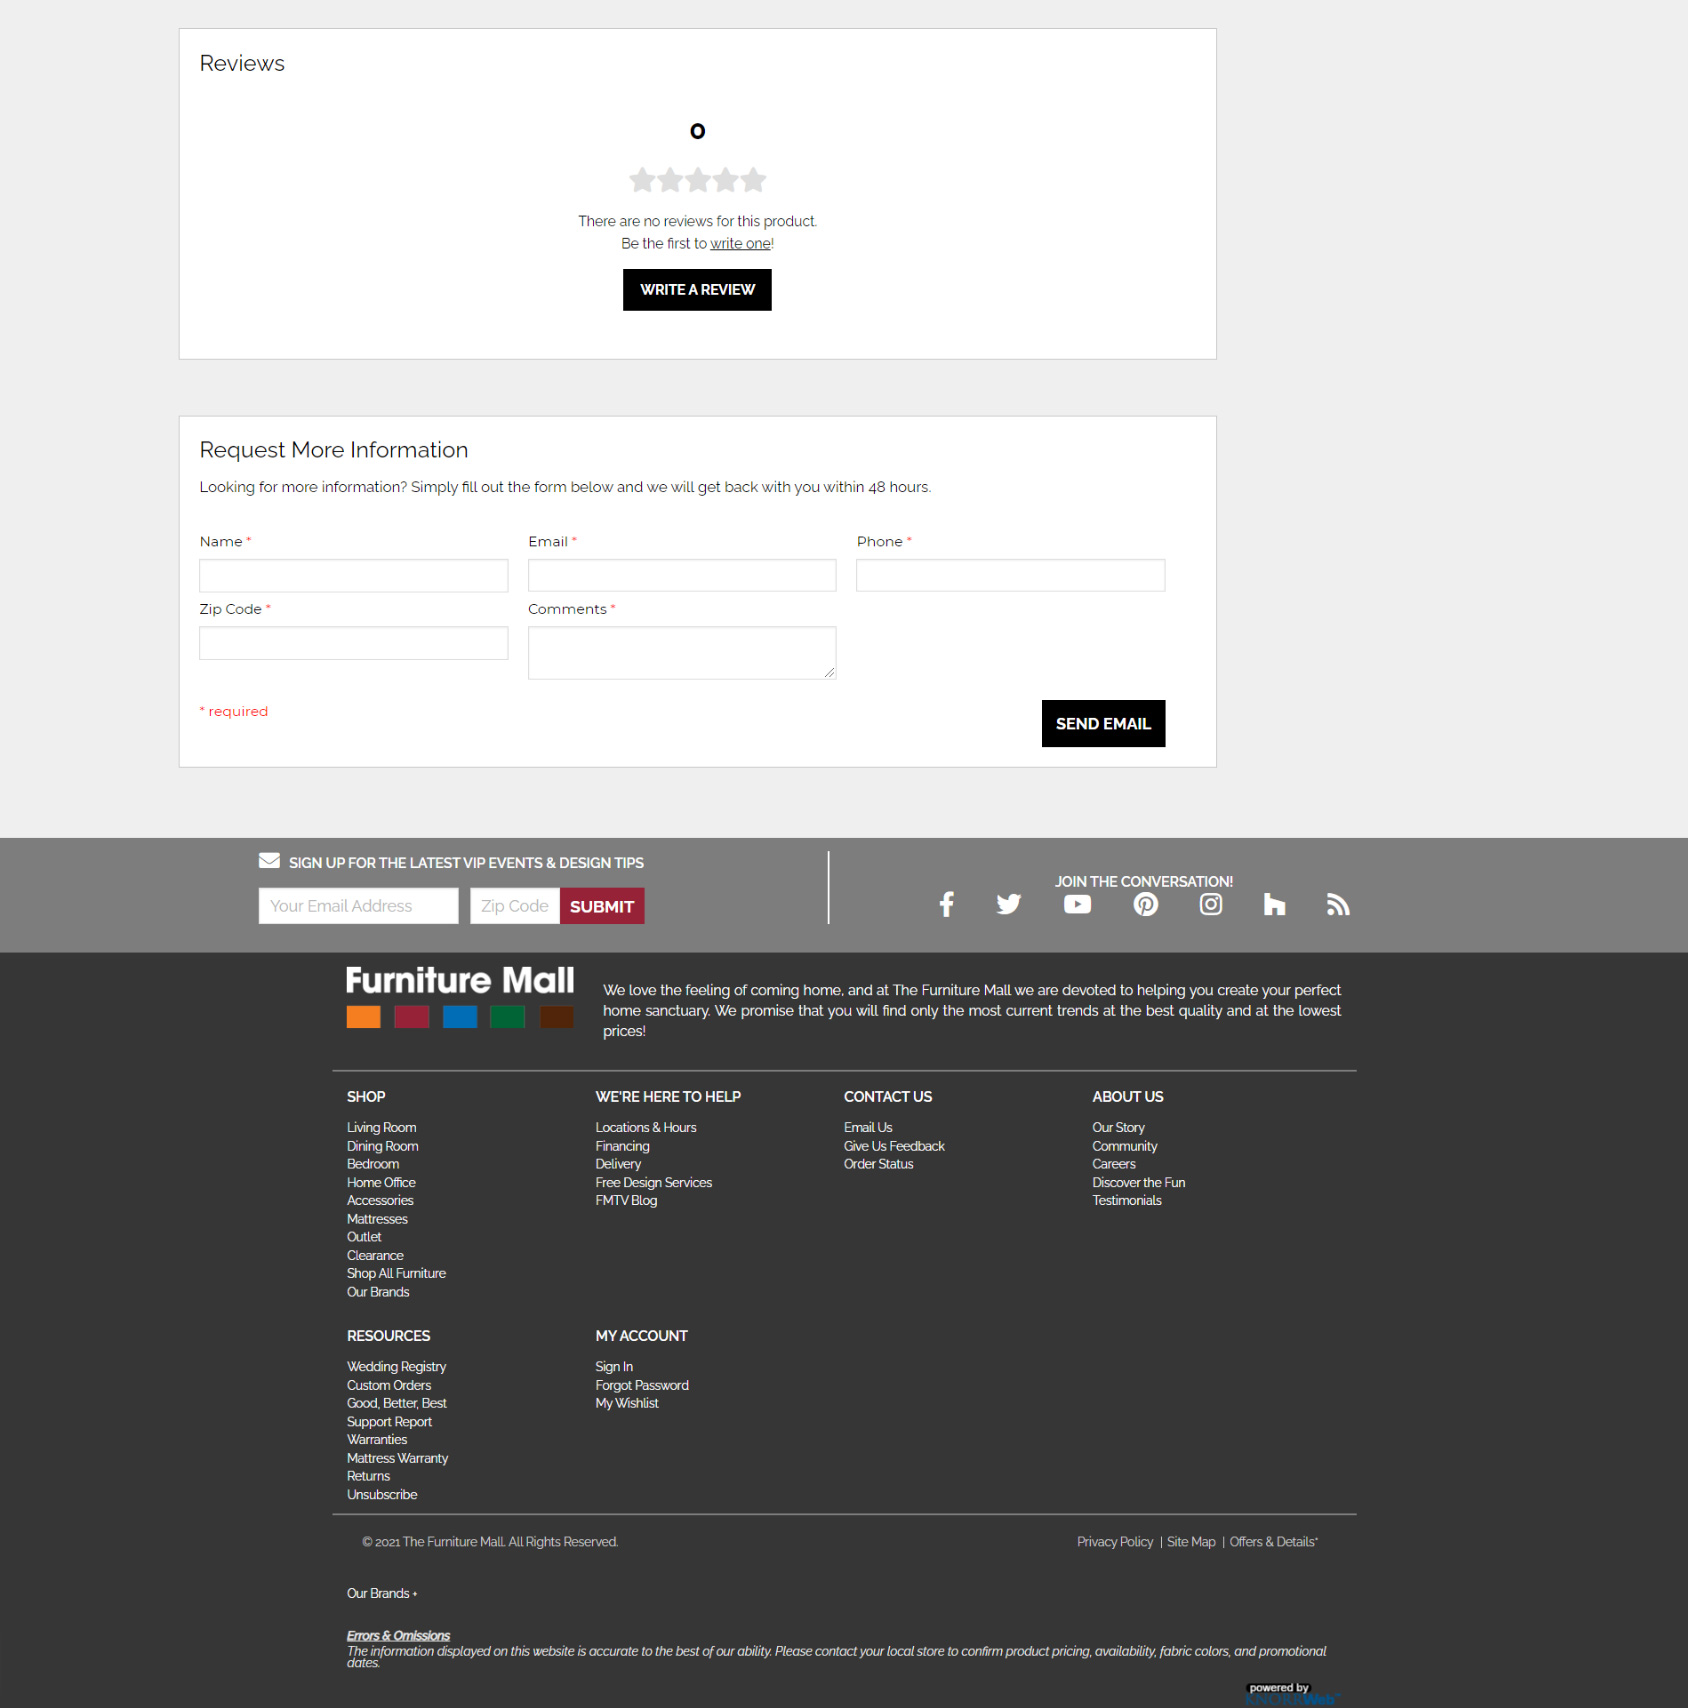 Reviews
0
There are no reviews for this product.
Be the first to write one!
WRITE A REVIEW
Request More Information
Looking for more information? Simply fill out the form below and we will get back with you within 48 hours.
Name *
Email *
Phone *
Zip Code *
Comments *
* required
SEND EMAIL
SIGN UP FOR THE LATEST VIP EVENTS & DESIGN TIPS
Your Email Address
Zip Code
SUBMIT
JOIN THE CONVERSATION!
Furniture Mall
We love the feeling of coming home, and at The Furniture Mall we are devoted to helping you create your perfect
home sanctuary. We promise that you will find only the most current trends at the best quality and at the lowest
prices!
SHOP
Living Room
Dining Room
Bedroom
Home Office
Accessories
Mattresses
Outlet
Clearance
Shop All Furniture
Our Brands
WE'RE HERE TO HELP
Locations & Hours
Financing
Delivery
Free Design Services
FMTV Blog
CONTACT US
Email Us
Give Us Feedback
Order Status
ABOUT US
Our Story
Community
Careers
Discover the Fun
Testimonials
RESOURCES
Wedding Registry
Custom Orders
Good, Better, Best
Support Report
Warranties
Mattress Warranty
Returns
Unsubscribe
MY ACCOUNT
Sign In
Forgot Password
My Wishlist
© 2021 The Furniture Mall. All Rights Reserved.
Privacy Policy | Site Map | Offers & Details*
Our Brands +
Errors & Omissions
The information displayed on this website is accurate to the best of our ability. Please contact your local store to confirm product pricing, availability, fabric colors, and promotional
dates.
powered by
KNORRWeb™